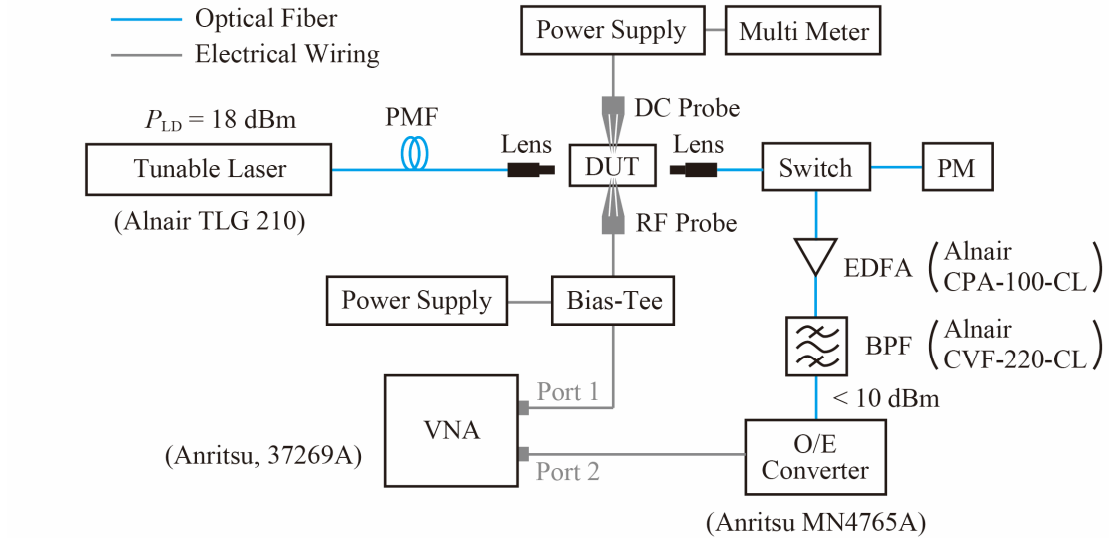 Optical Fiber
Electrical Wiring
Power Supply
Multi Meter
DC Probe
P_LD = 18 dBm
PMF
Lens
Lens
Tunable Laser
DUT
Switch
PM
(Alnair TLG 210)
RF Probe
EDFA
(Alnair
CPA-100-CL)
Power Supply
Bias-Tee
BPF
(Alnair
CVF-220-CL)
Port 1
< 10 dBm
VNA
(Anritsu, 37269A)
Port 2
O/E
Converter
(Anritsu MN4765A)